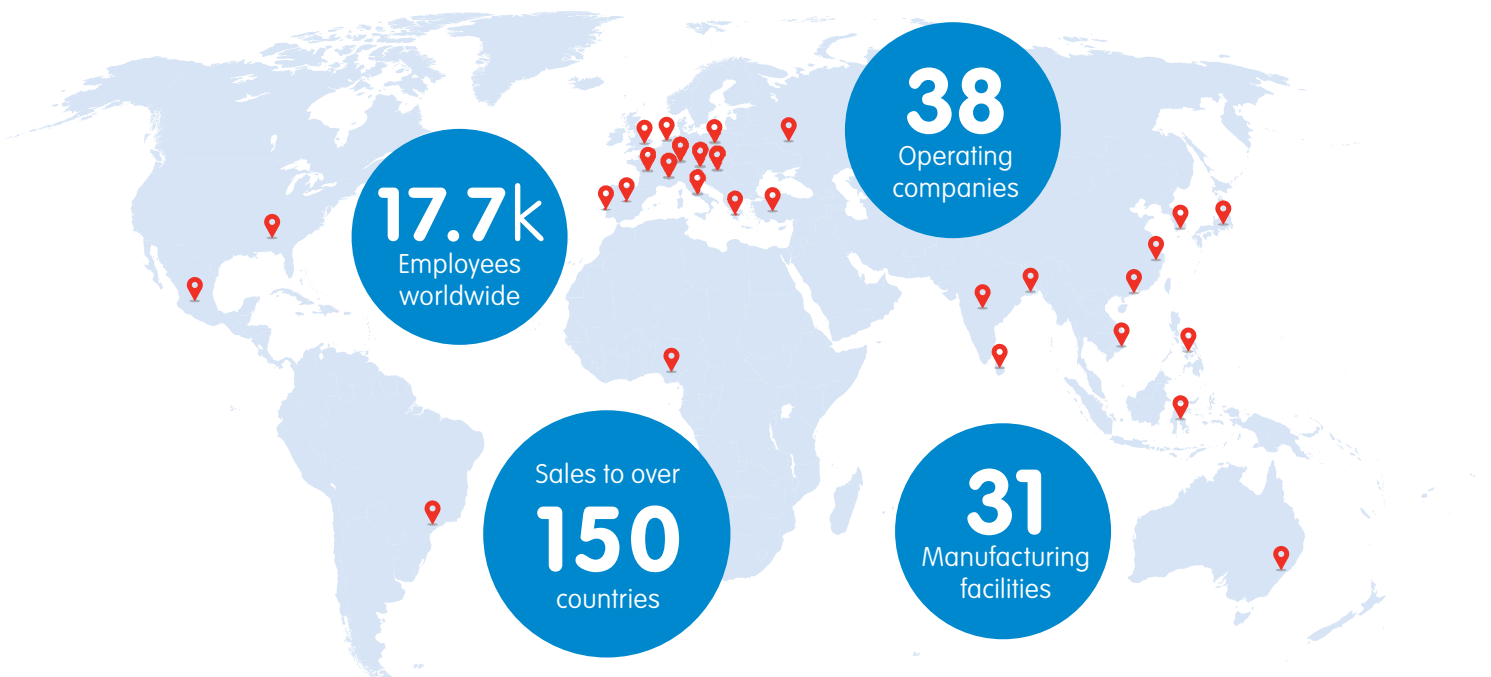 38
Operating
companies
17.7k
Employees
worldwide
Sales to over
150
countries
31
Manufacturing
facilities